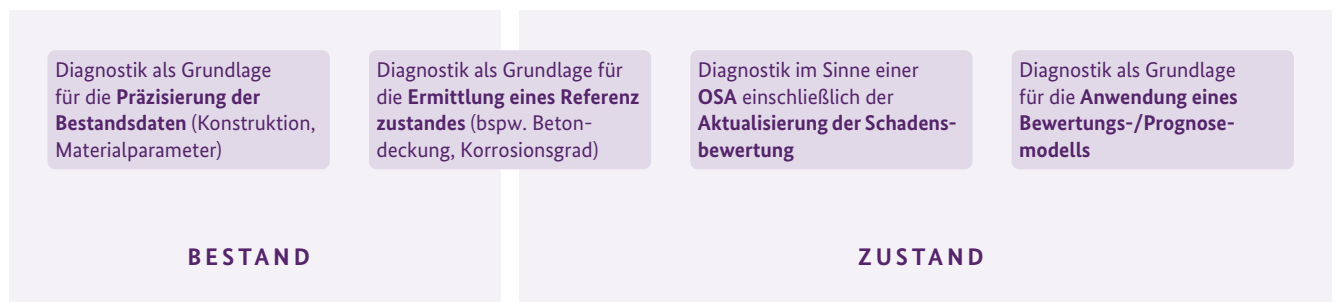 Diagnostik als Grundlage
für die Präzisierung der
Bestandsdaten (Konstruktion,
Materialparameter)
Diagnostik als Grundlage für
die Ermittlung eines Referenz
zustandes (bspw. Beton-
deckung, Korrosionsgrad)
Diagnostik im Sinne einer
OSA einschließlich der
Aktualisierung der Schadens-
bewertung
Diagnostik als Grundlage
für die Anwendung eines
Bewertungs-/Prognose-
modells
BESTAND
ZUSTAND